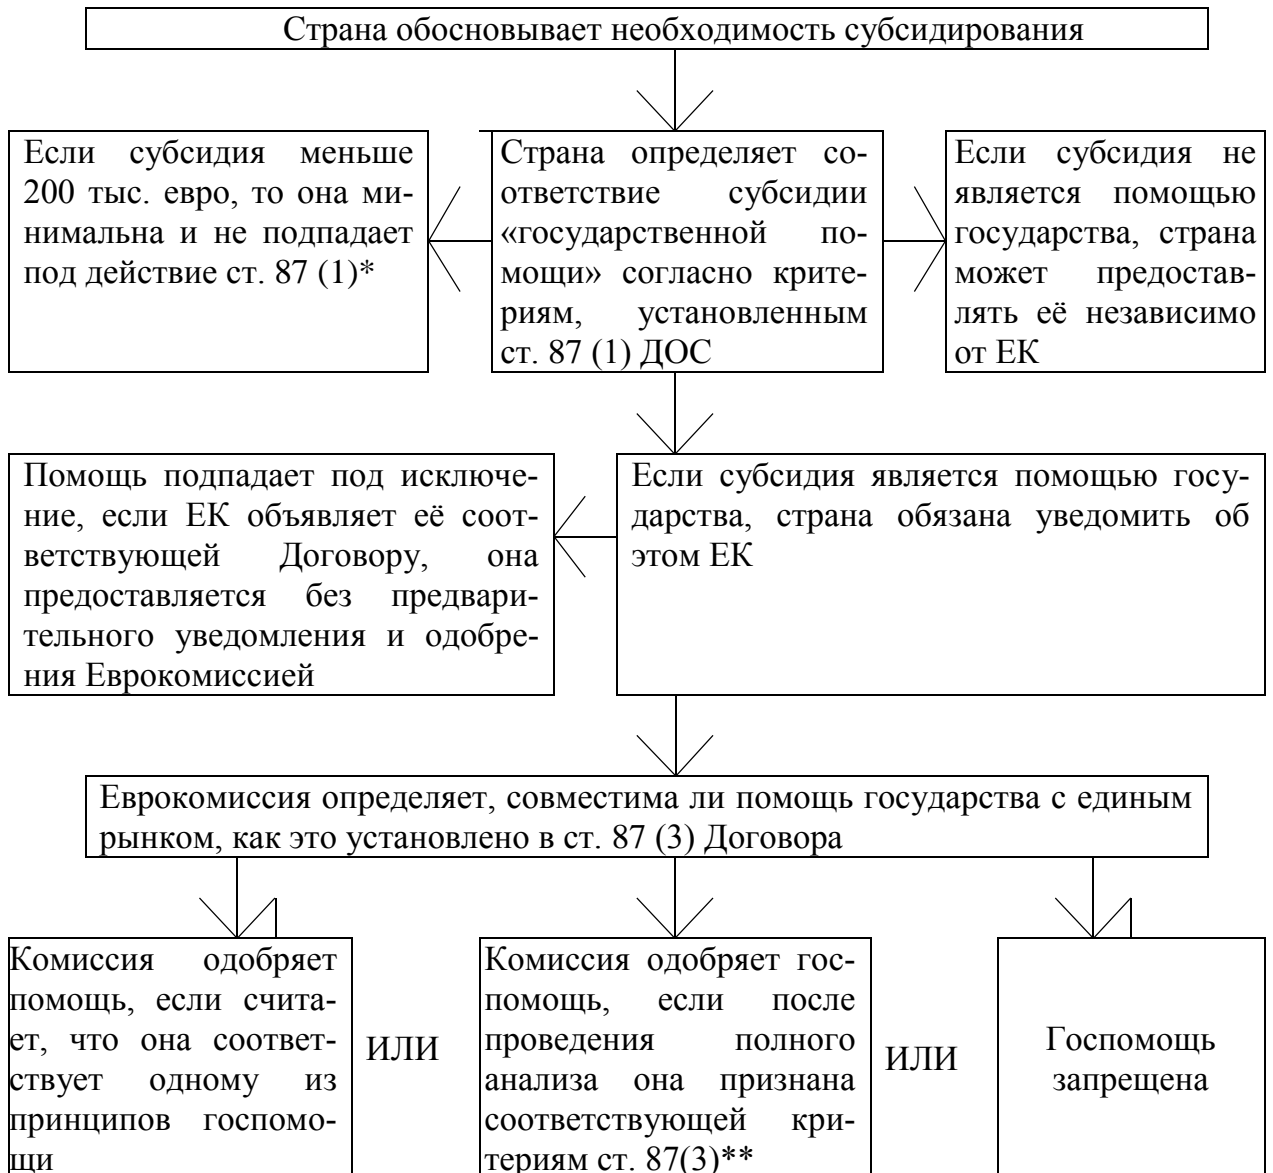 Страна обосновывает необходимость субсидирования
Если субсидия меньше
200 тыс. евро, то она ми-
нимальна и не подпадает
под действие ст. 87 (1)*
Страна определяет со-
ответствие субсидии
«государственной по-
мощи» согласно крите-
риям, установленным
ст. 87 (1) ДОС
Если субсидия не
является помощью
государства, страна
может предостав-
лять её независимо
от ЕК
Помощь подпадает под исключе-
ние, если ЕК объявляет её соот-
ветствующей Договору, она
предоставляется без предвари-
тельного уведомления и одобре-
ния Еврокомиссией
Если субсидия является помощью госу-
дарства, страна обязана уведомить об
этом ЕК
Еврокомиссия определяет, совместима ли помощь государства с единым
рынком, как это установлено в ст. 87 (3) Договора
Комиссия одобряет
помощь, если счита-
ет, что она соответ-
ствует одному из
принципов госпомо-
щи
ИЛИ
Комиссия одобряет гос-
помощь, если после
проведения полного
анализа она признана
соответствующей кри-
териям ст. 87(3)**
ИЛИ
Госпомощь
запрещена